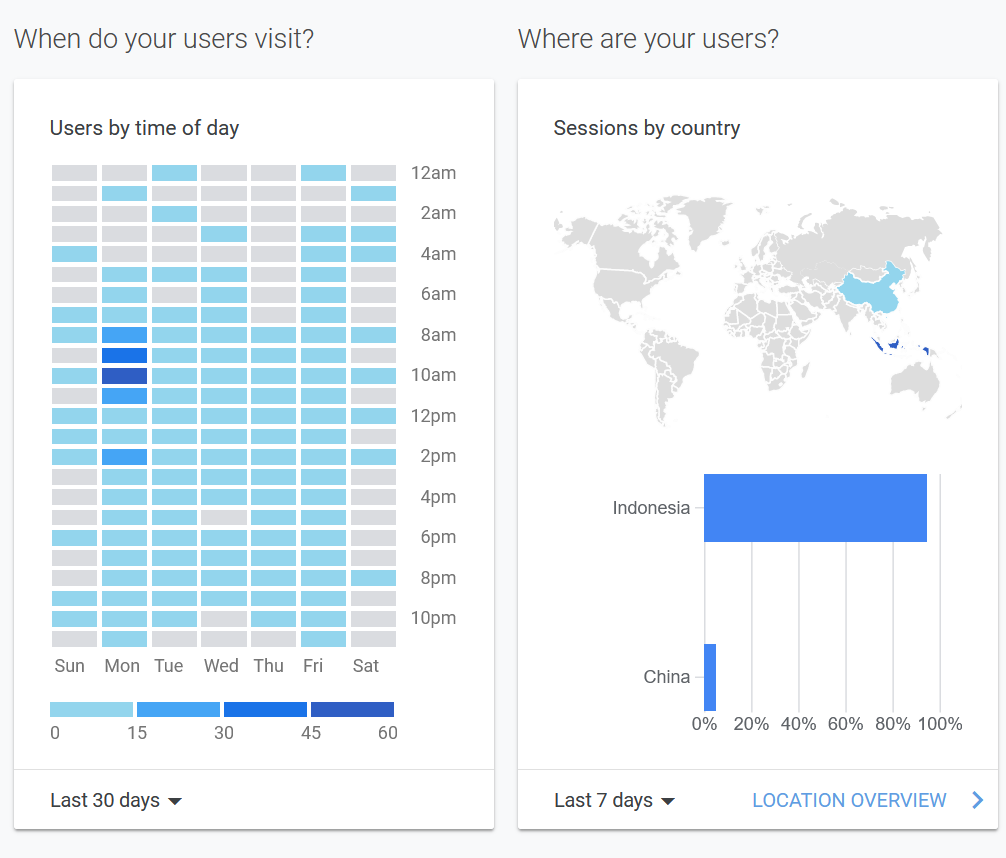 When do your users visit?
Users by time of day
12am
2am
4am
6am
8am
10am
12pm
2pm
4pm
6pm
8pm
10pm
Sun Mon Tue Wed Thu Fri Sat
0 15 30 45 60
Last 30 days
Where are your users?
Sessions by country
Indonesia
China
0% 20% 40% 60% 80% 100%
Last 7 days LOCATION OVERVIEW